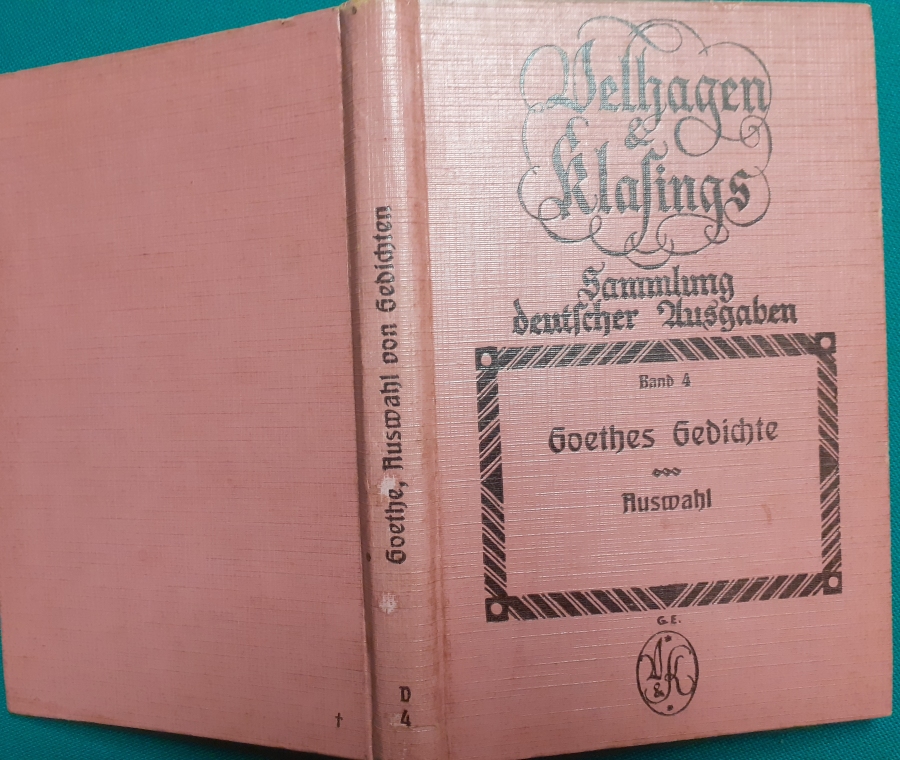 Velhagen
&
Klasings
Sammlung
deutscher Ausgaben
Band 4
Goethes Gedichte
Auswahl
G.E.
V&K
Goethe, Auswahl von Gedichten
D
4
†